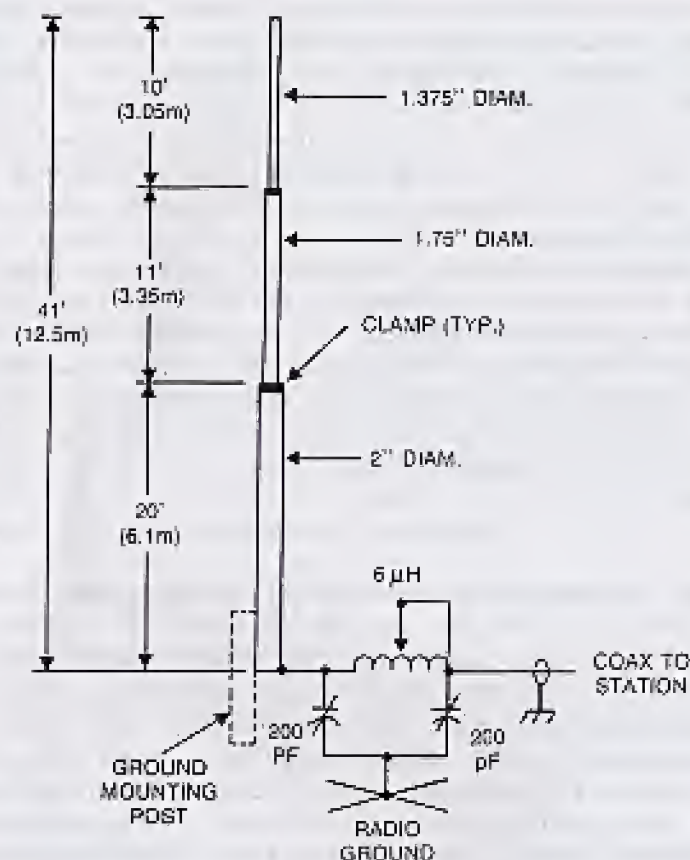 10'
(3.05m)
1.375" DIAM.
1.75" DIAM.
11'
(3.35m)
41'
(12.5m)
CLAMP (TYP.)
2" DIAM.
20'
(6.1m)
6 µH
COAX TO
STATION
200
PF
200
pF
GROUND
MOUNTING
POST
RADIO
GROUND